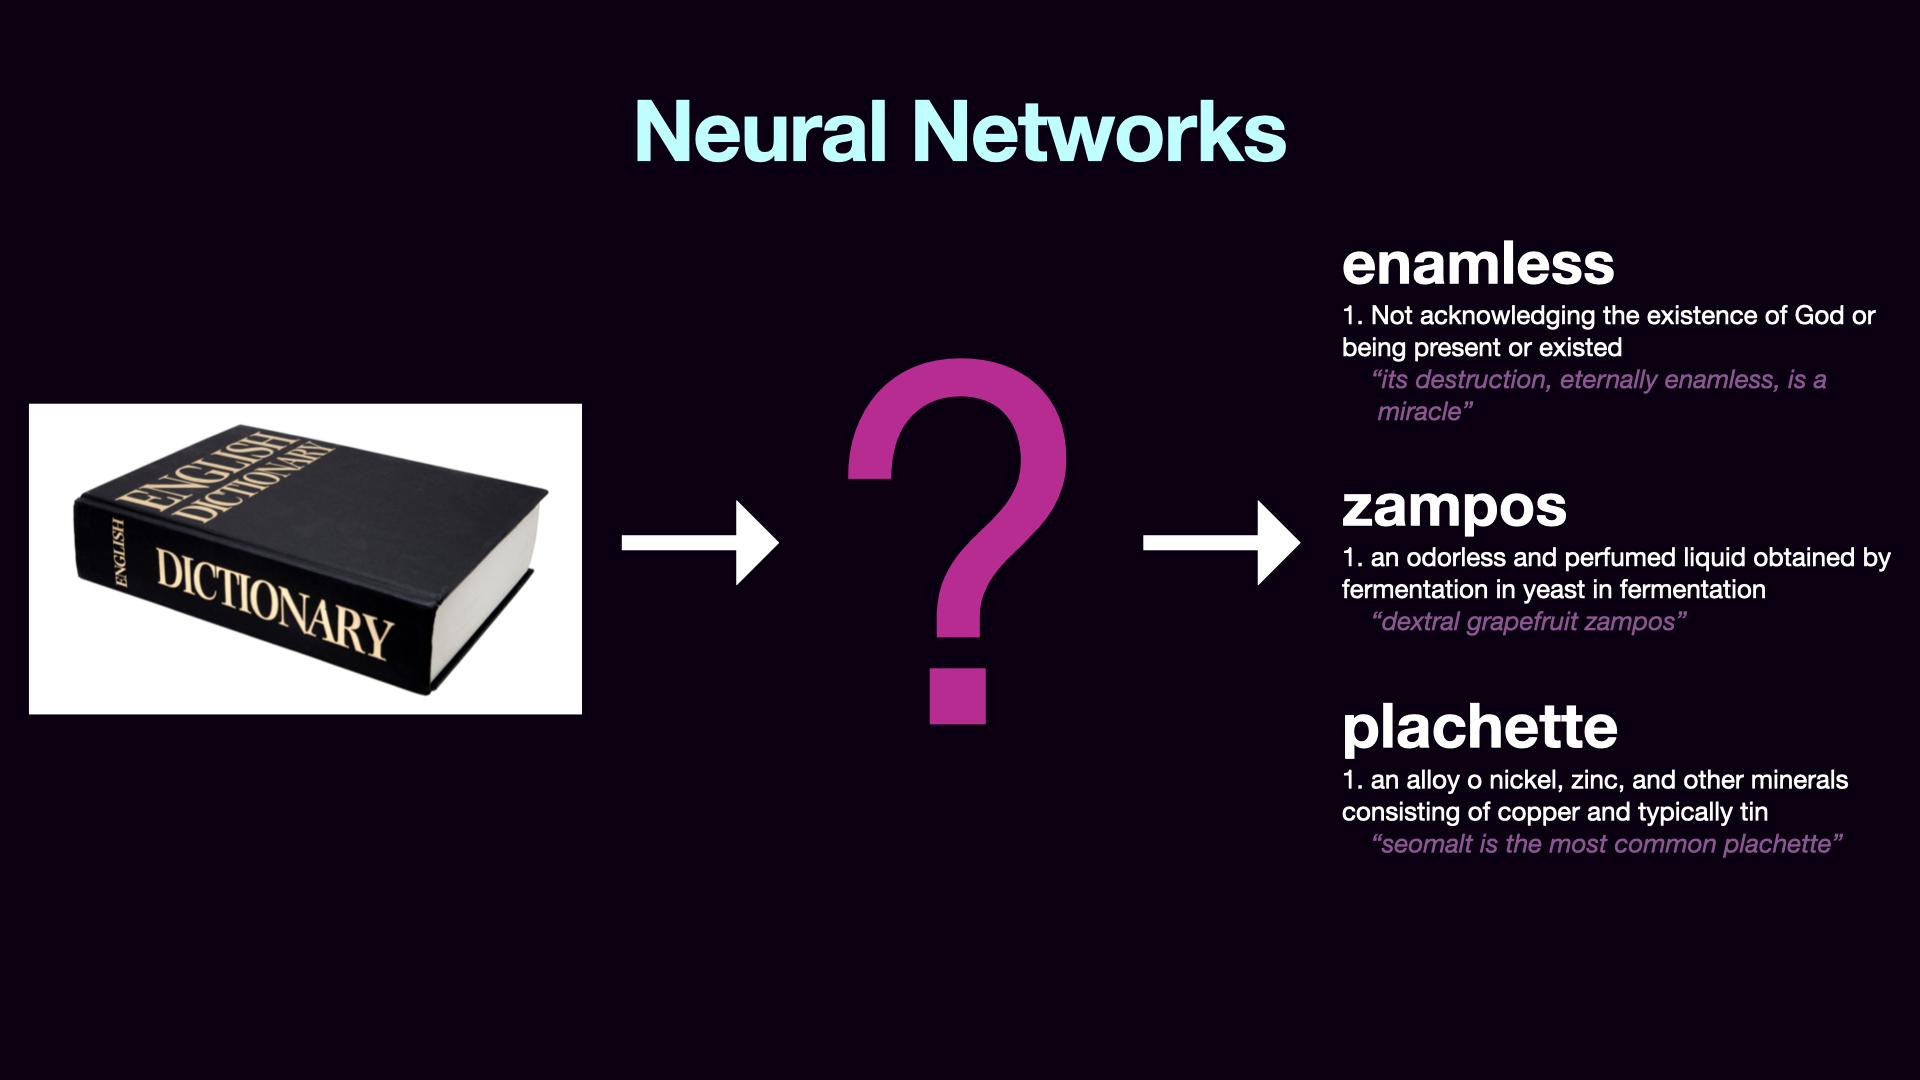 Neural Networks
ENGLISH
DICTIONARY
ENGLISH
DICTIONARY
?
enamless
1. Not acknowledging the existence of God or
being present or existed
“its destruction, eternally enamless, is a
miracle”
zampos
1. an odorless and perfumed liquid obtained by
fermentation in yeast in fermentation
“dextral grapefruit zampos”
plachette
1. an alloy o nickel, zinc, and other minerals
consisting of copper and typically tin
“seomalt is the most common plachette”